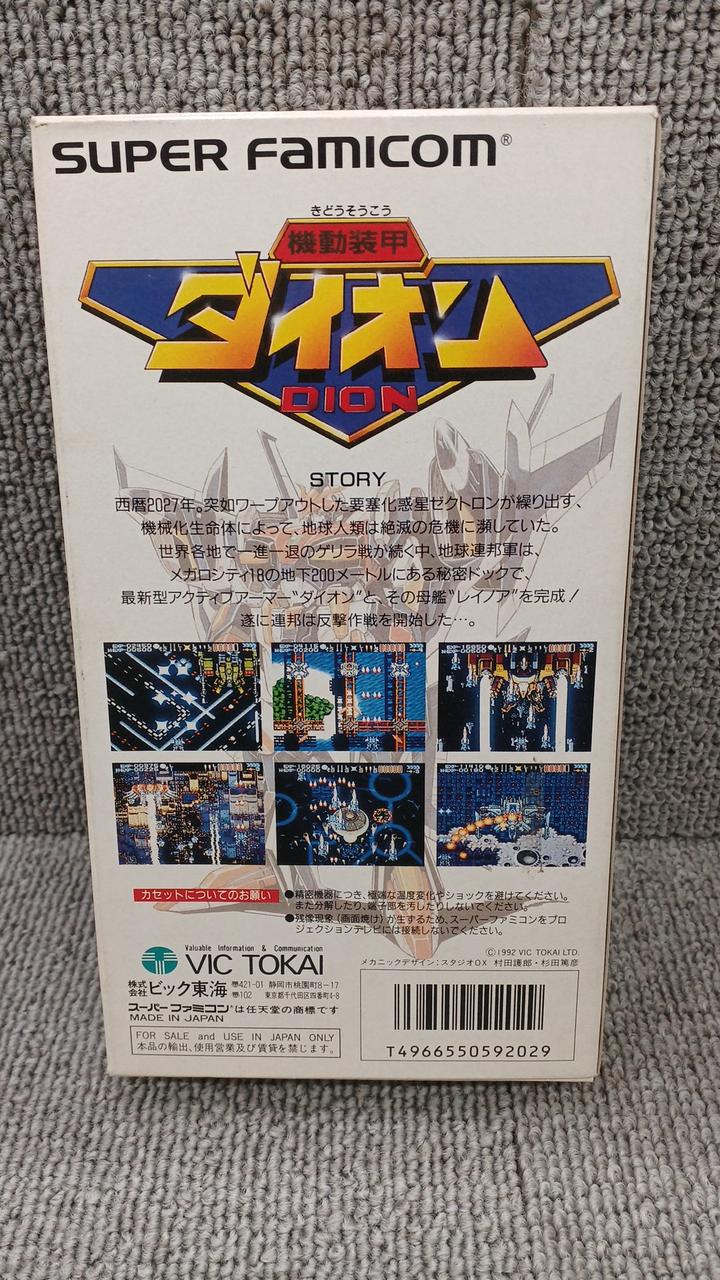 SUPER FAMICOM®
きどうそうこう
機動装甲
ダイオン
DION
STORY
西暦2027年。突如ワープアウトした要塞化惑星ゼクトロンが繰り出す、
機械化生命体によって、地球人類は絶滅の危機に瀕していた。
世界各地で一進一退のゲリラ戦が続く中、地球連邦軍は、
メガロシティ18の地下200メートルにある秘密ドックで、
最新型アクティブアーマー“ダイオン”と、その母艦“レイノア”を完成!
遂に連邦は反撃作戦を開始した…。
カセットについてのお願い
●精密機器につき、極端な温度変化やショックを避けてください。
また分解したり、端子部を汚したりしないでください。
●残像現象(画面焼け)が生ずるため、スーパーファミコンをプロ
ジェクションテレビには接続しないでください。
Valuable Information & Communication
VIC TOKAI
株式会社 ビック東海 〠421-01 静岡市桃園町8-17
〠102 東京都千代田区四番町4-8
スーパーファミコンは任天堂の商標です
MADE IN JAPAN
FOR SALE and USE IN JAPAN ONLY
本品の輸出、使用営業及び賃貸を禁じます。
©1992 VIC TOKAI LTD.
メカニックデザイン:スタジオOX 村田護郎・杉田篤彦
T4966550592029